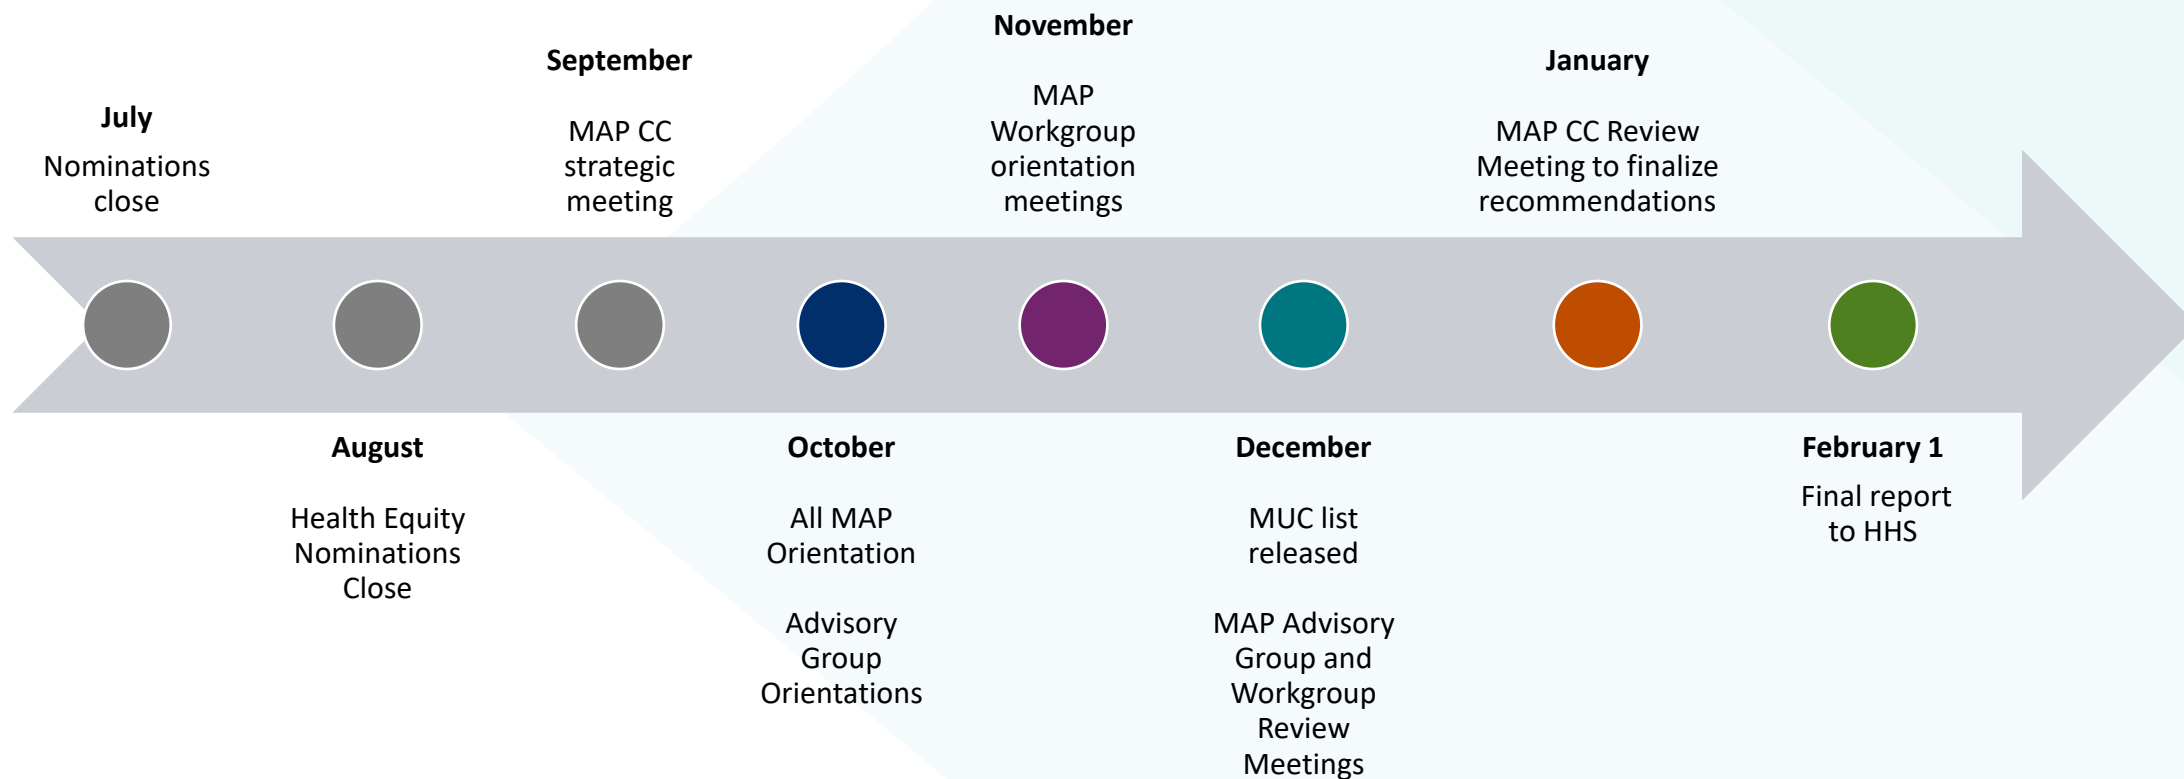 July
Nominations
close
August
Health Equity
Nominations
Close
September
MAP CC
strategic
meeting
October
All MAP
Orientation
Advisory
Group
Orientations
November
MAP
Workgroup
orientation
meetings
December
MUC list
released
MAP Advisory
Group and
Workgroup
Review
Meetings
January
MAP CC Review
Meeting to finalize
recommendations
February 1
Final report
to HHS